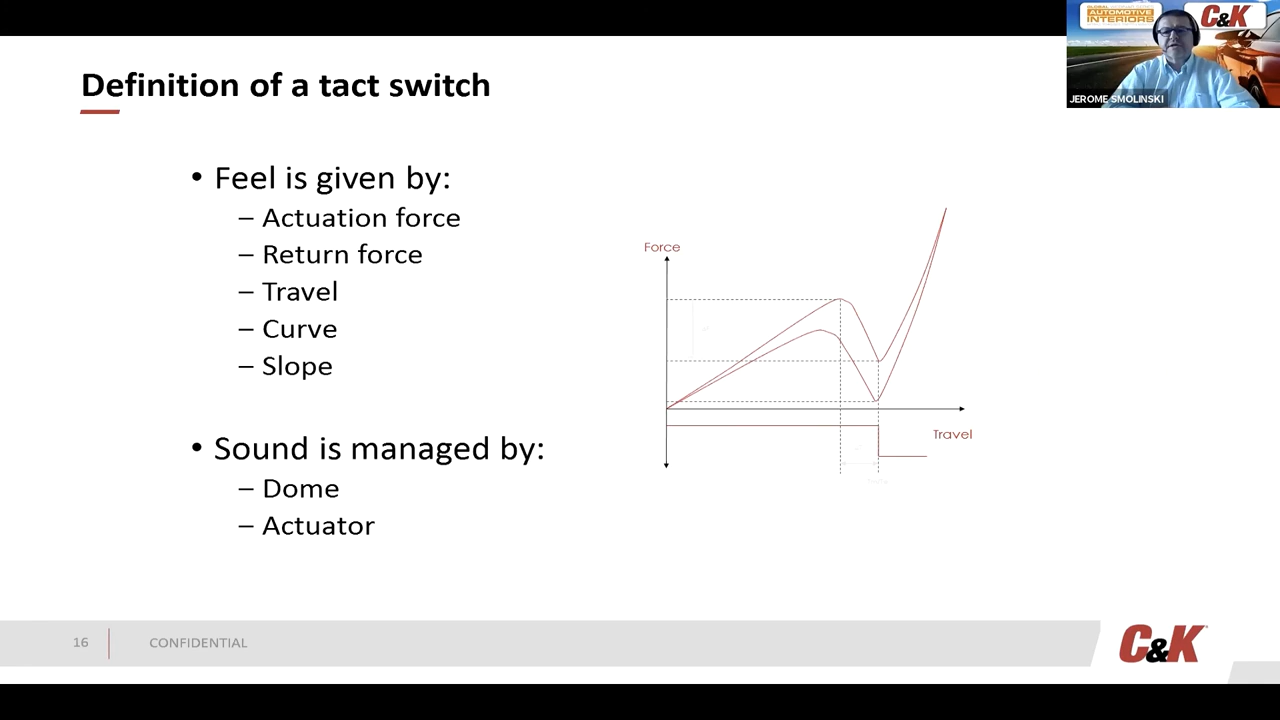 Definition of a tact switch
• Feel is given by:
– Actuation force
– Return force
– Travel
– Curve
– Slope
• Sound is managed by:
– Dome
– Actuator
Force
Travel
16
CONFIDENTIAL
C&K
AUTOMOTIVE
INTERIORS
C&K
JEROME SMOLINSKI